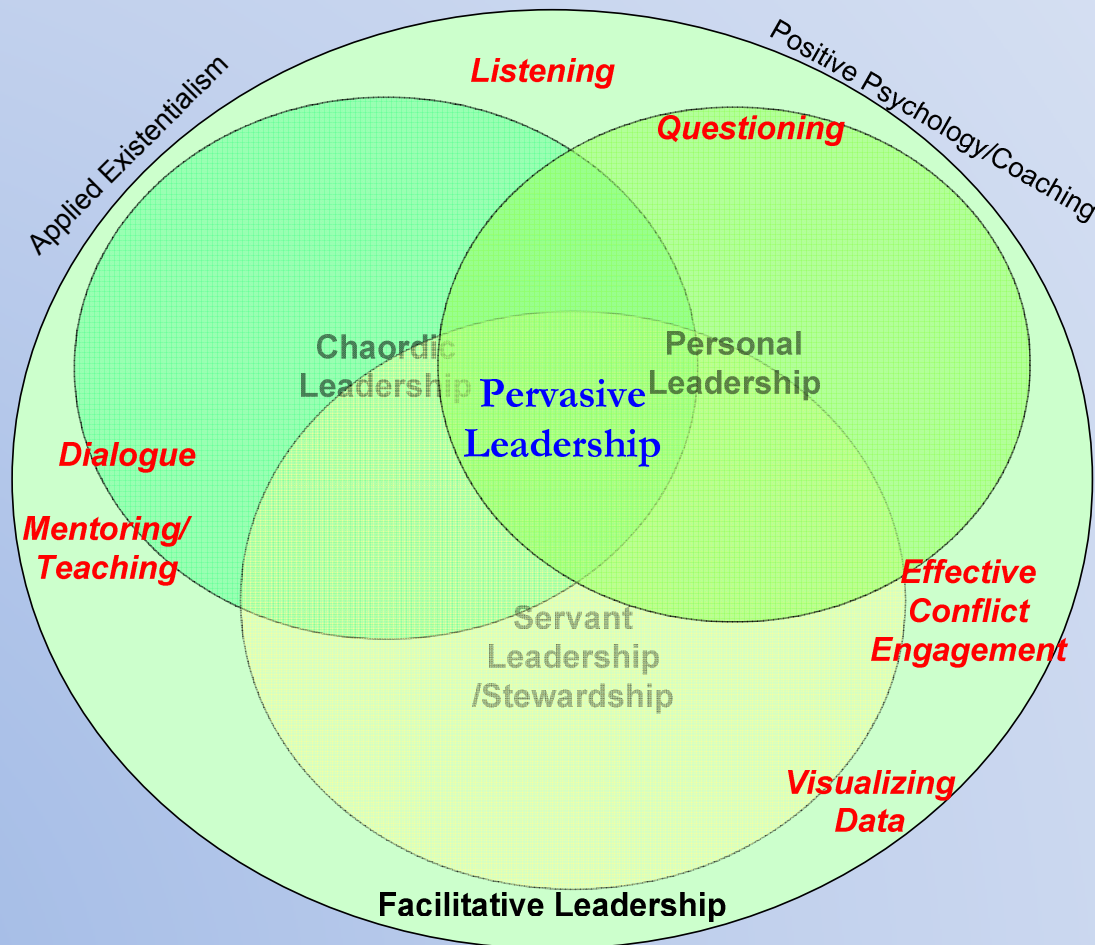 Applied Existentialism
Positive Psychology/Coaching
Listening
Questioning
Chaordic
Leadership
Personal
Leadership
Pervasive
Leadership
Dialogue
Mentoring/
Teaching
Effective
Conflict
Engagement
Servant
Leadership
/Stewardship
Visualizing
Data
Facilitative Leadership